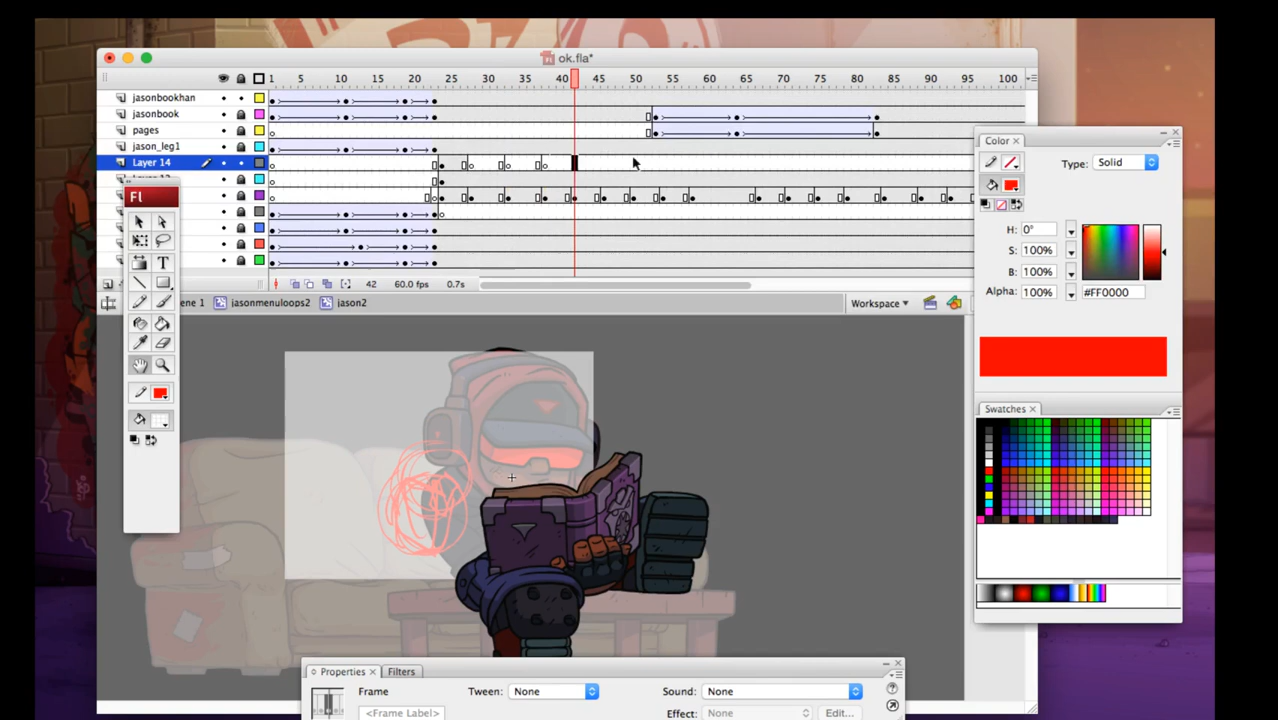 ok.fla*
1 5 10 15 20 25 30 35 40 45 50 55 60 65 70 75 80 85 90 95 100
jasonbookhan
jasonbook
pages
jason_leg1
Layer 14
Fl
42 60.0 fps 0.7s
ne 1 jasonmenuloops2 jason2
Workspace
Color
Type: Solid
H: 0°
S: 100%
B: 100%
Alpha: 100% #FF0000
Swatches
Properties Filters
Frame Tween: None Sound: None
<Frame Label> Effect: None Edit...